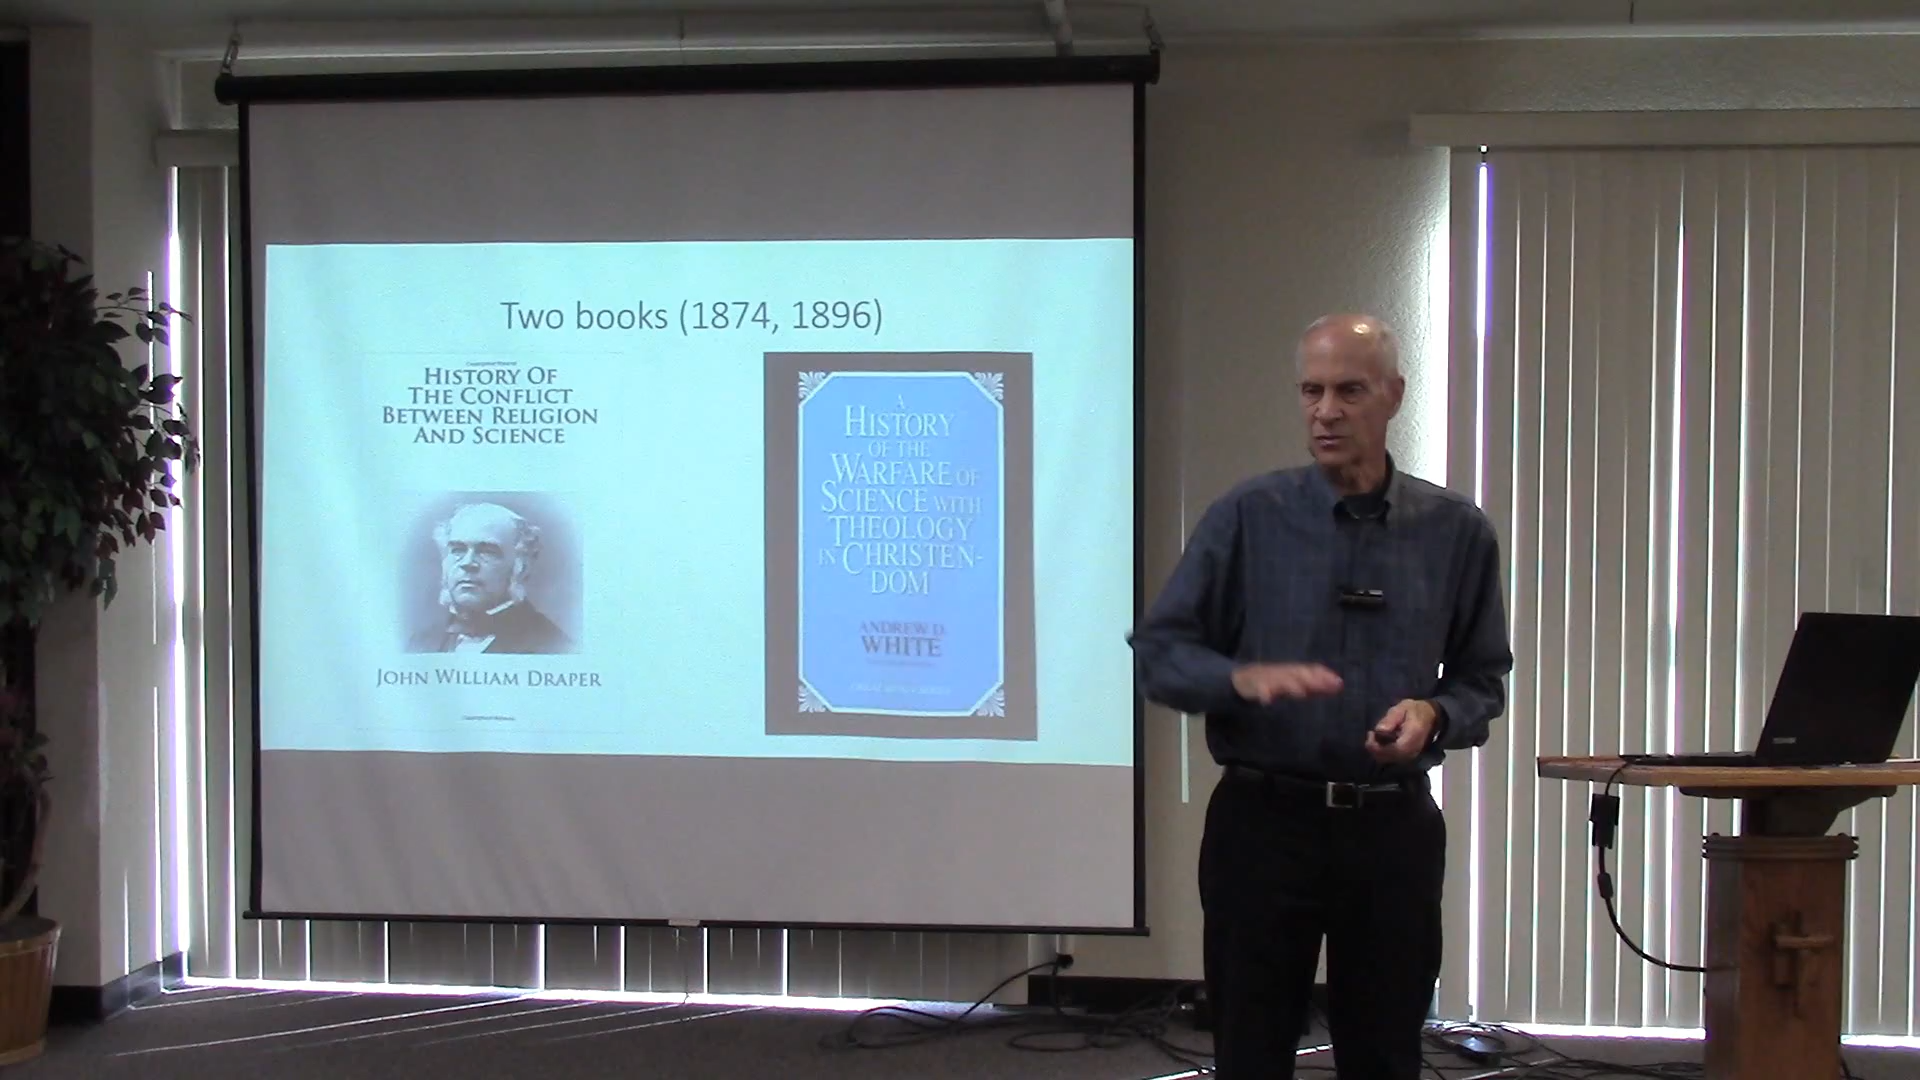 Two books (1874, 1896)
HISTORY OF
THE CONFLICT
BETWEEN RELIGION
AND SCIENCE
JOHN WILLIAM DRAPER
A
HISTORY
OF THE
WARFARE OF
SCIENCE WITH
THEOLOGY
IN CHRISTEN-
DOM
ANDREW D.
WHITE